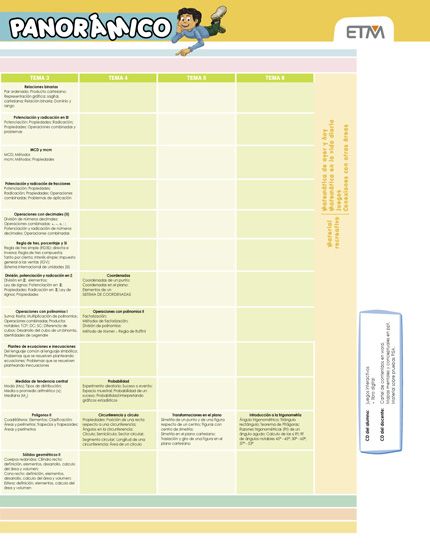 PANORÁMICO
ETM
TEMA 3
TEMA 4
TEMA 5
TEMA 6
Relaciones binarias
Par ordenado; Producto cartesiano;
Representación gráfica; sagital,
cartesiana; Relación binaria; Dominio y
rango
Potenciación y radicación en
Potenciación; Propiedades; Radicación;
Propiedades; Operaciones combinadas y
problemas
MCD y mcm
MCD; Métodos
mcm; Métodos; Propiedades
Potenciación y radicación de fracciones
Potenciación; Propiedades
Radicación; Propiedades; Operaciones
combinadas; Problemas de aplicación
Operaciones con decimales (II)
División de números decimales;
Operaciones combinadas
Potenciación y radicación de números
decimales; Operaciones combinadas
Regla de tres, porcentaje y SI
Regla de tres simple (R3S); directa e
inversa; Regla de tres compuesta;
Tanto por ciento; Interés simple; Impuesto
general a las ventas (IGV)
Sistema internacional de unidades (SI)
División, potenciación y radicación en
División en elementos;
Ley de signos; Potenciación en
Propiedades; Radicación en Ley de
signos; Propiedades
Coordenadas
Coordenadas de un punto;
Coordenadas en el plano;
Elementos de un
SISTEMA DE COORDENADAS
Operaciones con polinomios I
Suma; Resta; Multiplicación de polinomios;
Operaciones combinadas; Productos
notables; TCP; DC; SC; Diferencia de
cubos; Desarrollo del cubo de un binomio;
Identidades de Legendre
Operaciones con polinomios II
Factorización;
Métodos de factorización;
División de polinomios:
Método de Horner - Regla de Ruffini
Planteo de ecuaciones e inecuaciones
Del lenguaje común al lenguaje simbólico;
Problemas que se resuelven planteando
ecuaciones; Problemas que se resuelven
planteando inecuaciones
Medidas de tendencia central
Moda (Mo); Tipos de distribución;
Media o promedio aritmético (x);
Mediana (M )
Probabilidad
Experimento aleatorio; Suceso o evento;
Espacio muestral; Probabilidad de un
suceso; Probabilidad interpretando
gráficos estadísticos
Polígonos II
Cuadriláteros; Elementos; Clasificación;
Áreas y perímetros; Trapecios y trapezoides;
Áreas y perímetros
Circunferencia y círculo
Propiedades; Posición de una recta
respecto a una circunferencia;
Ángulos en la circunferencia;
Círculo; Semicírculo; Sector circular;
Segmento circular; Longitud de una
circunferencia; Área de un círculo
Transformaciones en el plano
Simetría de un punto y de una figura
respecto de un centro; Figuras con
centro de simetría;
Simetría en el plano cartesiano;
Traslación y giro de una figura en el
plano cartesiano
Introducción a la trigonometría
Ángulo trigonométrico; Triángulo
rectángulo; Teorema de Pitágoras;
Razones trigonométricas (RT) de un
ángulo agudo; Cálculo de las 6 RT; RT
de ángulos notables 45° - 45°; 30° - 60°;
37° - 53°
Sólidos geométricos II
Cuerpos redondos; Cilindro recto;
definición, elementos, desarrollo, cálculo
del área y volumen;
Cono recto: definición, elementos,
desarrollo, cálculo del área y volumen;
Esfera; definición, elementos, cálculo del
área y volumen
Material
recreativo
Matemática de ayer y hoy
Matemática en la vida diaria
Juegos
Conexiones con otras áreas
CD del alumno:
Juegos interactivos
Libro digital
CD del docente:
Cartel de contenidos en word.
Mapas mentales y conceptuales en ppt.
Material sobre pruebas PISA.